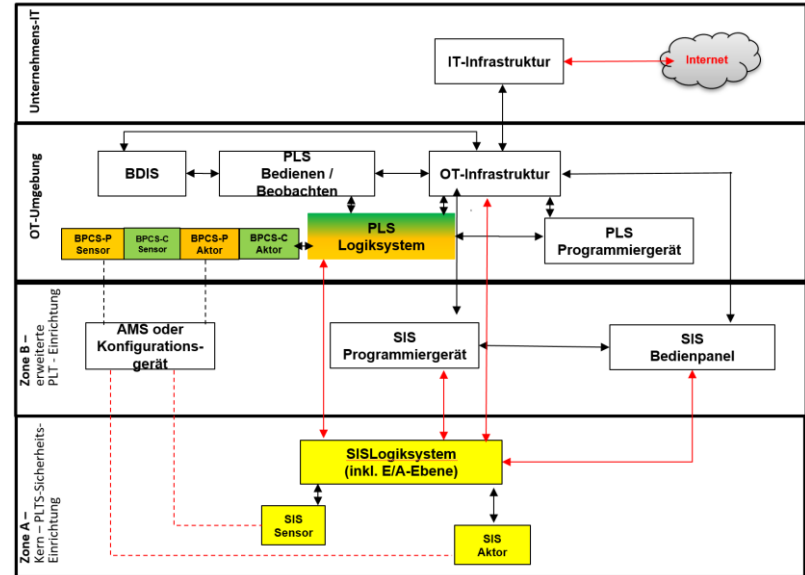 Unternehmens-IT
IT-Infrastruktur
Internet
OT-Umgebung
BDIS
PLS
Bedienen /
Beobachten
OT-Infrastruktur
BPCS-P
Sensor
BPCS-C
Sensor
BPCS-P
Aktor
BPCS-C
Aktor
PLS
Logiksystem
PLS
Programmiergerät
Zone B –
erweiterte
PLT - Einrichtung
AMS oder
Konfigurations-
gerät
SIS
Programmiergerät
SIS
Bedienpanel
Zone A –
Kern – PLTS-Sicherheits-
Einrichtung
SISLogiksystem
(inkl. E/A-Ebene)
SIS
Sensor
SIS
Aktor